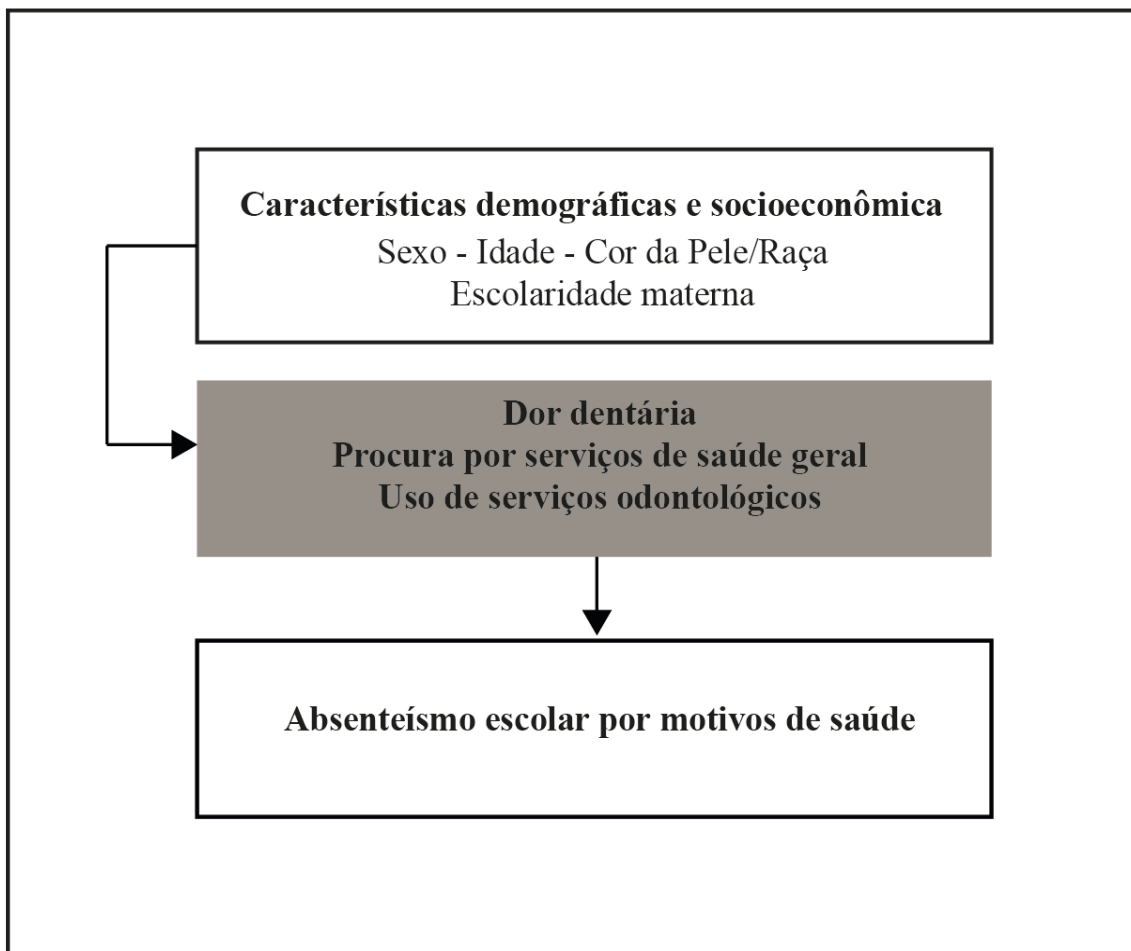 Características demográficas e socioeconômica
Sexo - Idade - Cor da Pele/Raça
Escolaridade materna
Dor dentária
Procura por serviços de saúde geral
Uso de serviços odontológicos
Absenteísmo escolar por motivos de saúde